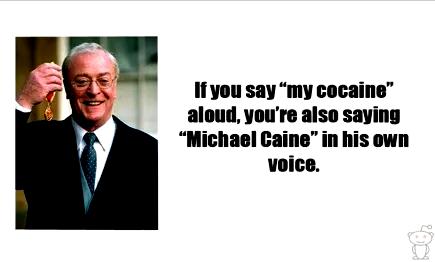 If you say “my cocaine”
aloud, you’re also saying
“Michael Caine” in his own
voice.